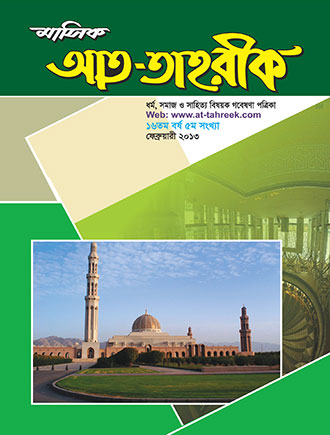 মাসিক
আত-তাহরীক
ধর্ম, সমাজ ও সাহিত্য বিষয়ক গবেষণা পত্রিকা
Web: www.at-tahreek.com
১৬তম বর্ষ ৫ম সংখ্যা
ফেব্রুয়ারী ২০১৩